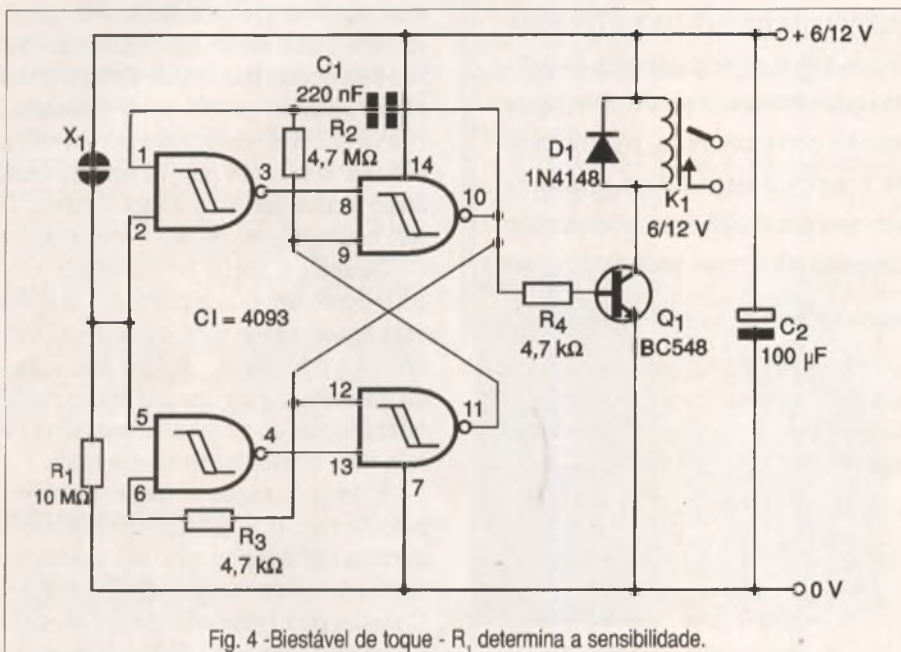 + 6/12 V
C1
220 nF
X1
R2
4,7 MΩ
14
D1
1N4148
K1
6/12 V
1
2
3
8
9
10
CI = 4093
R4
4,7 kΩ
Q1
BC548
C2
100 µF
12
13
11
7
5
6
4
R1
10 MΩ
R3
4,7 kΩ
0 V
Fig. 4 -Biestável de toque - R, determina a sensibilidade.